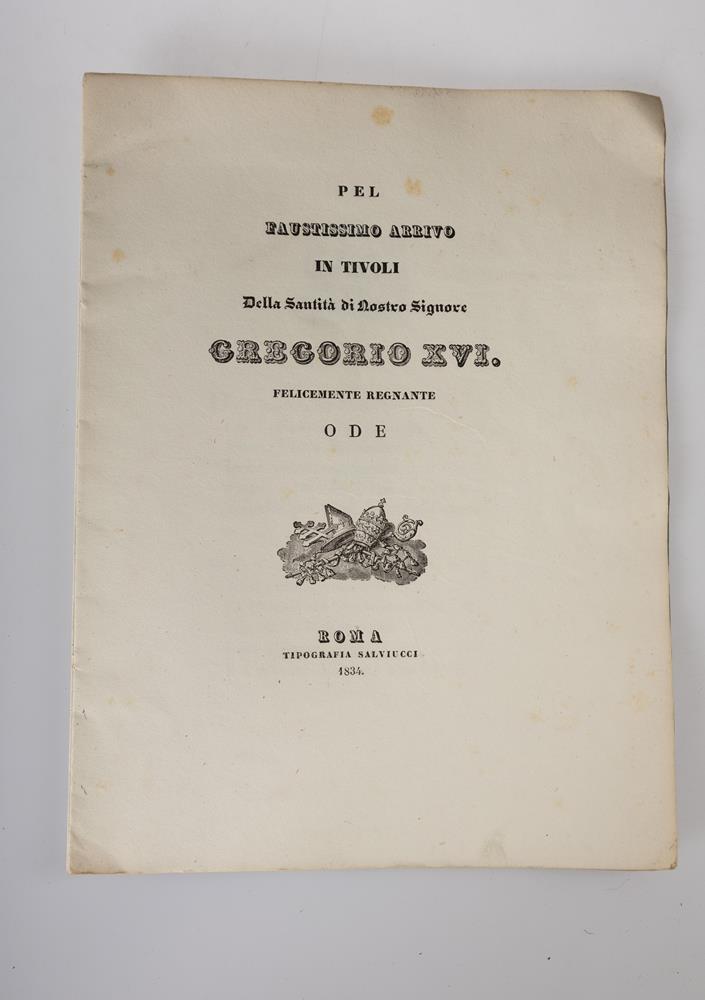 PEL
FAUSTISSIMO ARRIVO
IN TIVOLI
Della Santità di Nostro Signore
GREGORIO XVI.
FELICEMENTE REGNANTE
ODE
ROMA
TIPOGRAFIA SALVIUCCI
1834.